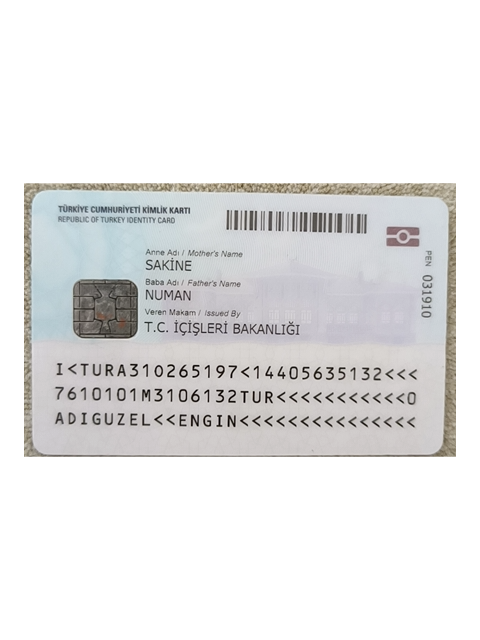 TÜRKİYE CUMHURİYETİ KİMLİK KARTI
REPUBLIC OF TURKEY IDENTITY CARD
Anne Adı / Mother's Name
SAKİNE
Baba Adı / Father's Name
NUMAN
Veren Makam / Issued By
T.C. İÇİŞLERİ BAKANLIĞI
PEN 031910
I<TURA310265197<14405635132<<<
7610101M3106132TUR<<<<<<<<<<<0
ADIGUZEL<<ENGIN<<<<<<<<<<<<<<<